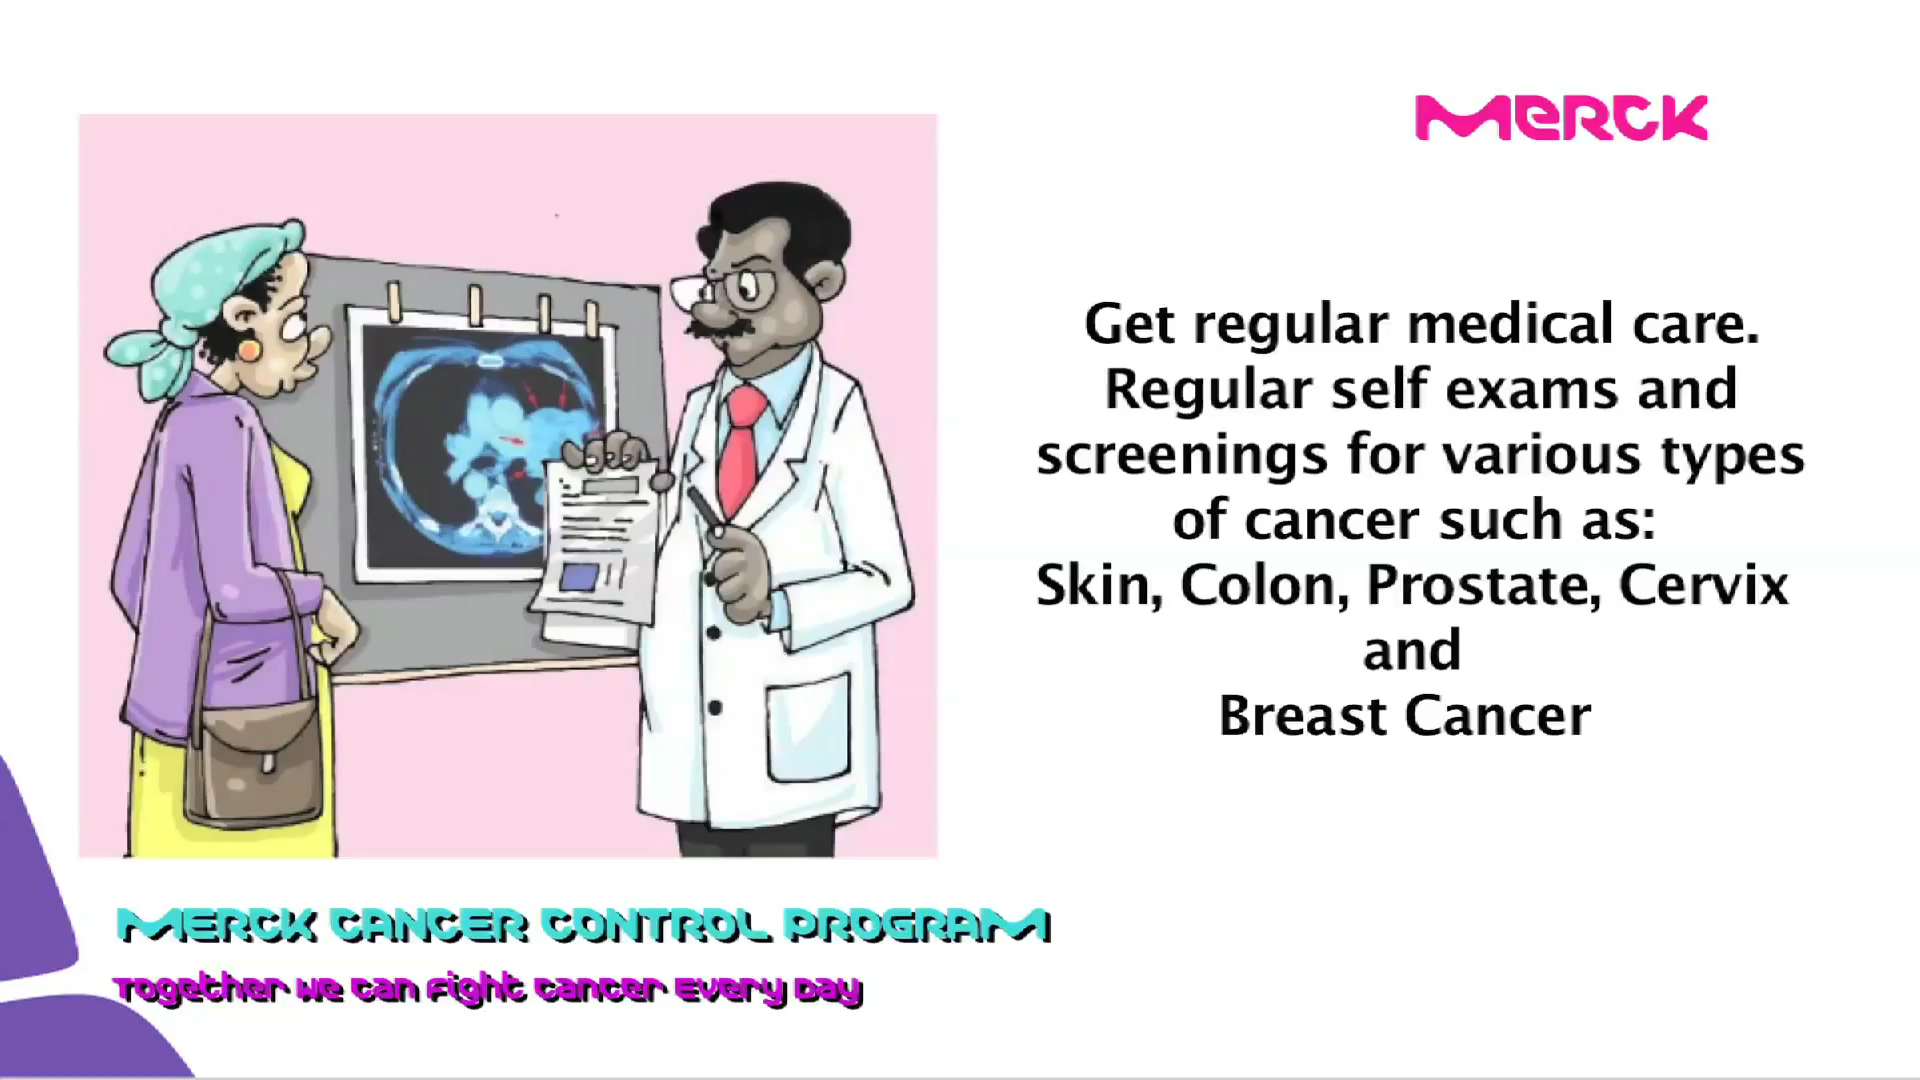 MERCK
Get regular medical care.
Regular self exams and
screenings for various types
of cancer such as:
Skin, Colon, Prostate, Cervix
and
Breast Cancer
MERCK CANCER CONTROL PROGRAM
Together We Can Fight Cancer Every Day